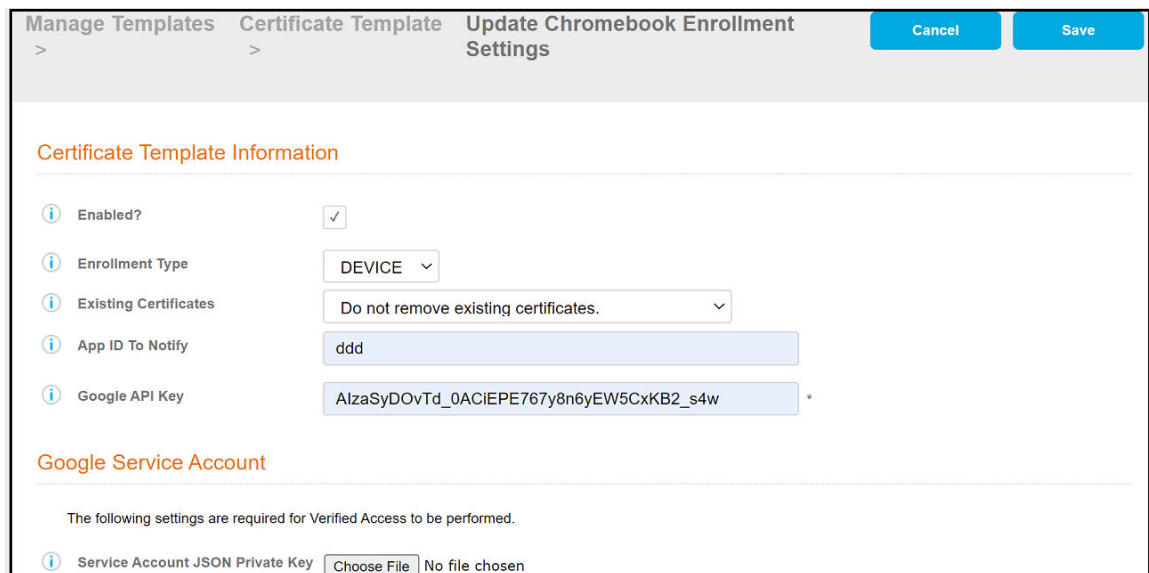 Manage Templates > Certificate Template > Update Chromebook Enrollment Settings
Cancel
Save
Certificate Template Information
Enabled?
Enrollment Type DEVICE
Existing Certificates Do not remove existing certificates.
App ID To Notify ddd
Google API Key AIzaSyDOvTd_0ACiEPE767y8n6yEW5CxKB2_s4w *
Google Service Account
The following settings are required for Verified Access to be performed.
Service Account JSON Private Key Choose File No file chosen